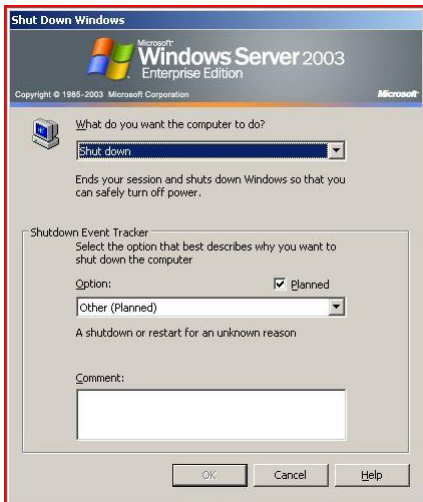 Shut Down Windows
Microsoft
Windows Server 2003
Enterprise Edition
Copyright © 1985-2003 Microsoft Corporation
Microsoft
What do you want the computer to do?
Shut down
Ends your session and shuts down Windows so that you
can safely turn off power.
Shutdown Event Tracker
Select the option that best describes why you want to
shut down the computer
Option:
Planned
Other (Planned)
A shutdown or restart for an unknown reason
Comment:
OK
Cancel
Help